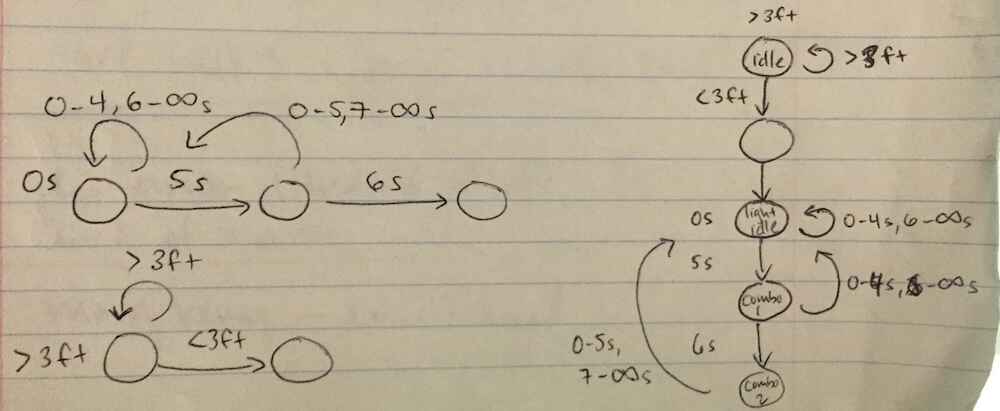 0-4,6-∞s
0-5,7-∞s
0s
5s
6s
>3ft
>3ft
<3ft
>3ft
idle
>3ft
<3ft
0s
light
idle
0-4s,6-∞s
5s
combo
1
0-4s,
-∞s
6s
0-5s,
7-∞s
combo
2